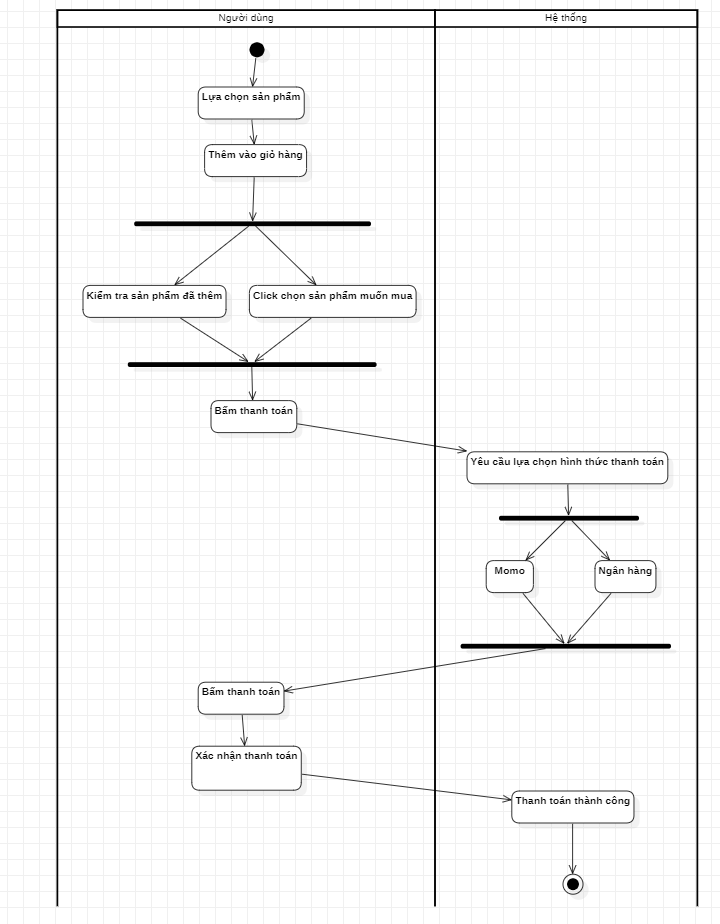 Người dùng
Hệ thống
Lựa chọn sản phẩm
Thêm vào giỏ hàng
Kiểm tra sản phẩm đã thêm
Click chọn sản phẩm muốn mua
Bấm thanh toán
Yêu cầu lựa chọn hình thức thanh toán
Momo
Ngân hàng
Bấm thanh toán
Xác nhận thanh toán
Thanh toán thành công